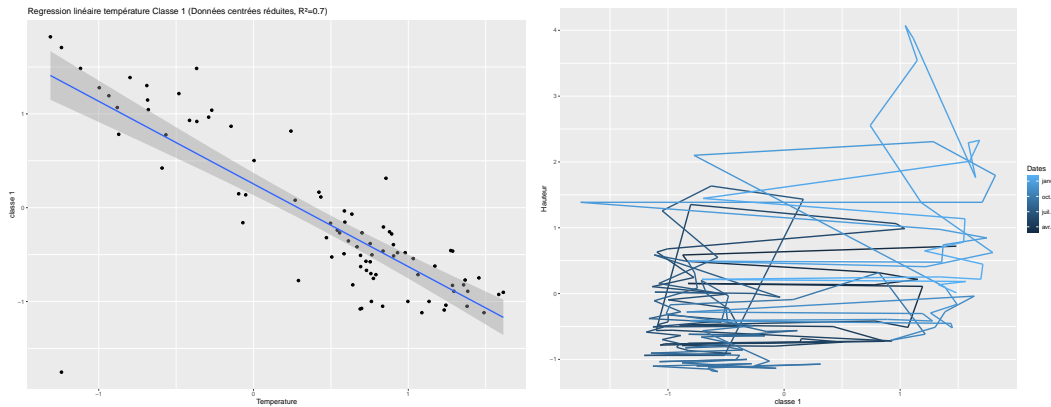 Regression linéaire température Classe 1 (Données centrées réduites, R²=0.7)
classe 1
1
0
−1
−1
0
1
Temperature
Hauteur
4
3
2
1
0
−1
−1
0
1
classe 1
Dates
oct.
juil.